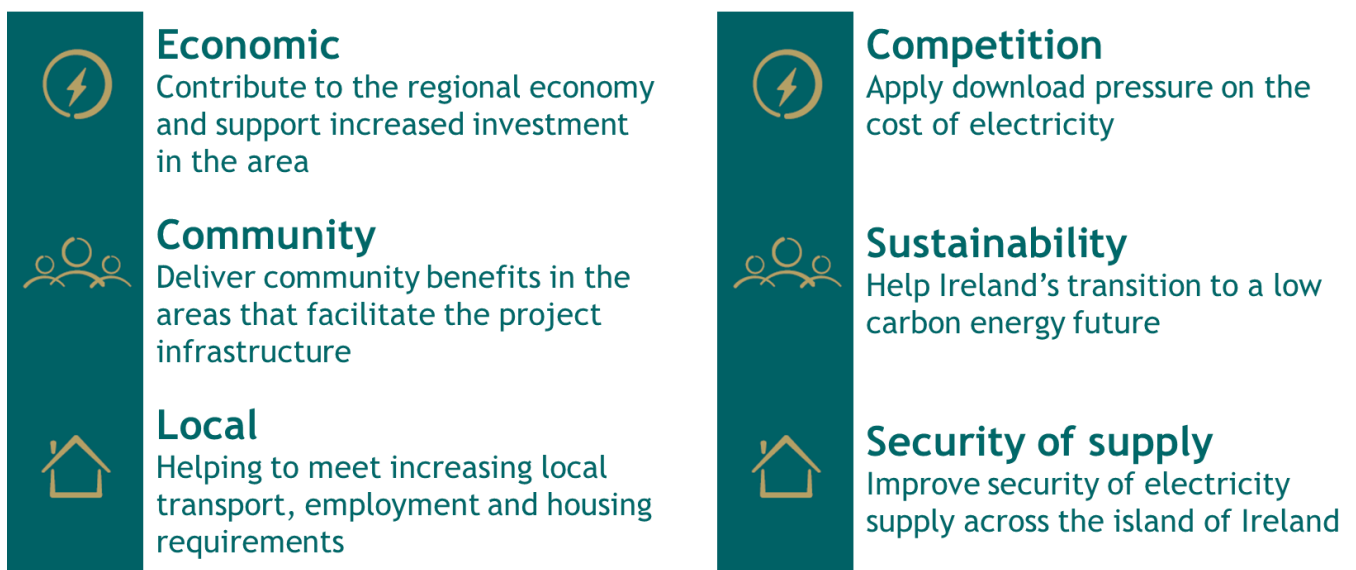 Economic
Contribute to the regional economy
and support increased investment
in the area
Community
Deliver community benefits in the
areas that facilitate the project
infrastructure
Local
Helping to meet increasing local
transport, employment and housing
requirements
Competition
Apply download pressure on the
cost of electricity
Sustainability
Help Ireland’s transition to a low
carbon energy future
Security of supply
Improve security of electricity
supply across the island of Ireland